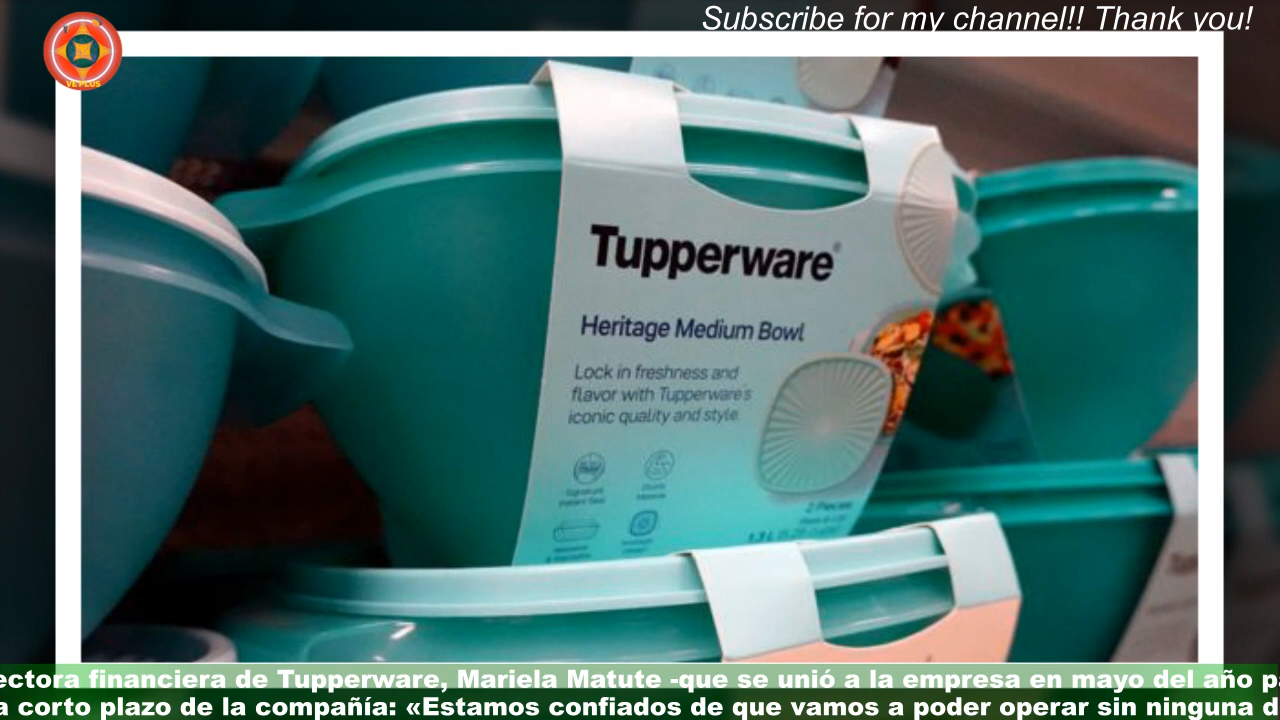 Subscribe for my channel!! Thank you!
VE PLUS
Tupperware®
Heritage Medium Bowl
Lock in freshness and
flavor with Tupperware's
iconic quality and style.
2 Pieces
ectora financiera de Tupperware, Mariela Matute -que se unió a la empresa en mayo del año pa
a corto plazo de la compañía: «Estamos confiados de que vamos a poder operar sin ninguna d